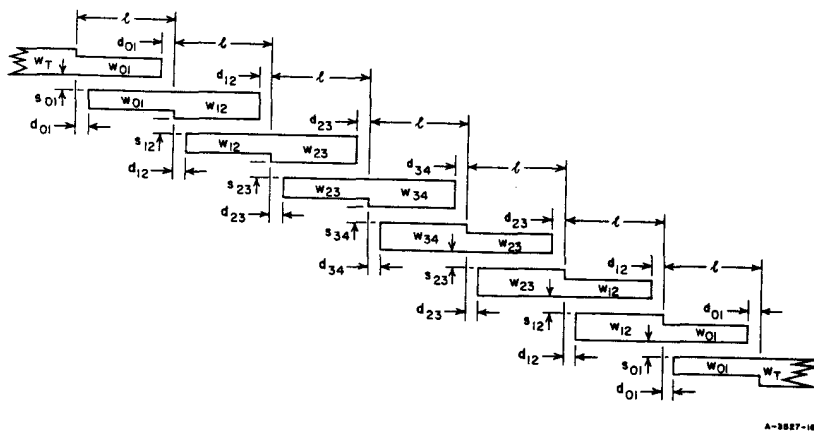 ℓ
d01
ℓ
wT
w01
d12
ℓ
s01
w01
w12
d01
d23
ℓ
s12
w12
w23
d12
d34
ℓ
s23
w23
w34
d23
d23
ℓ
s34
w34
w23
d34
d12
ℓ
s23
w23
w12
d23
d01
s12
w12
w01
d12
s01
w01
wT
d01
A-3527-16